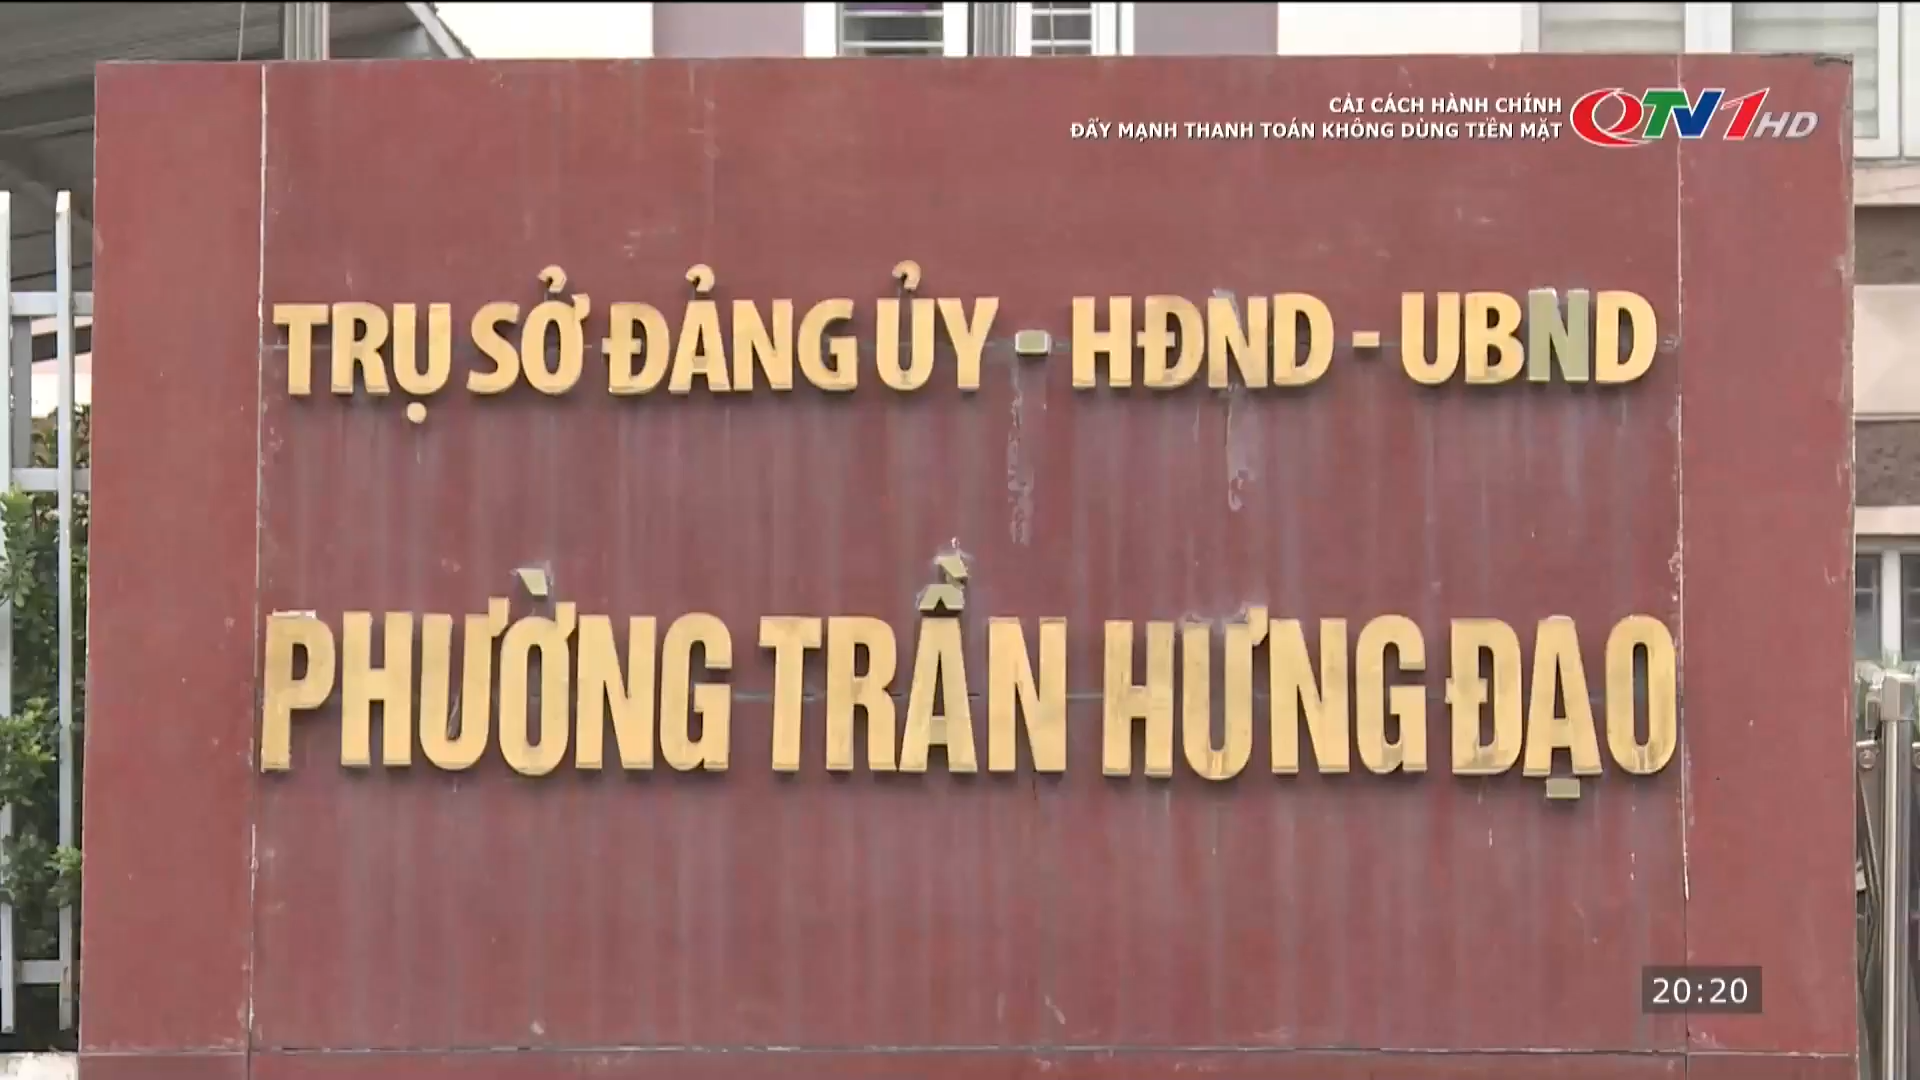 CẢI CÁCH HÀNH CHÍNH
ĐẨY MẠNH THANH TOÁN KHÔNG DÙNG TIỀN MẶT
QTV1HD
TRỤ SỞ ĐẢNG ỦY - HĐND - UBND
PHƯỜNG TRẦN HƯNG ĐẠO
20:20